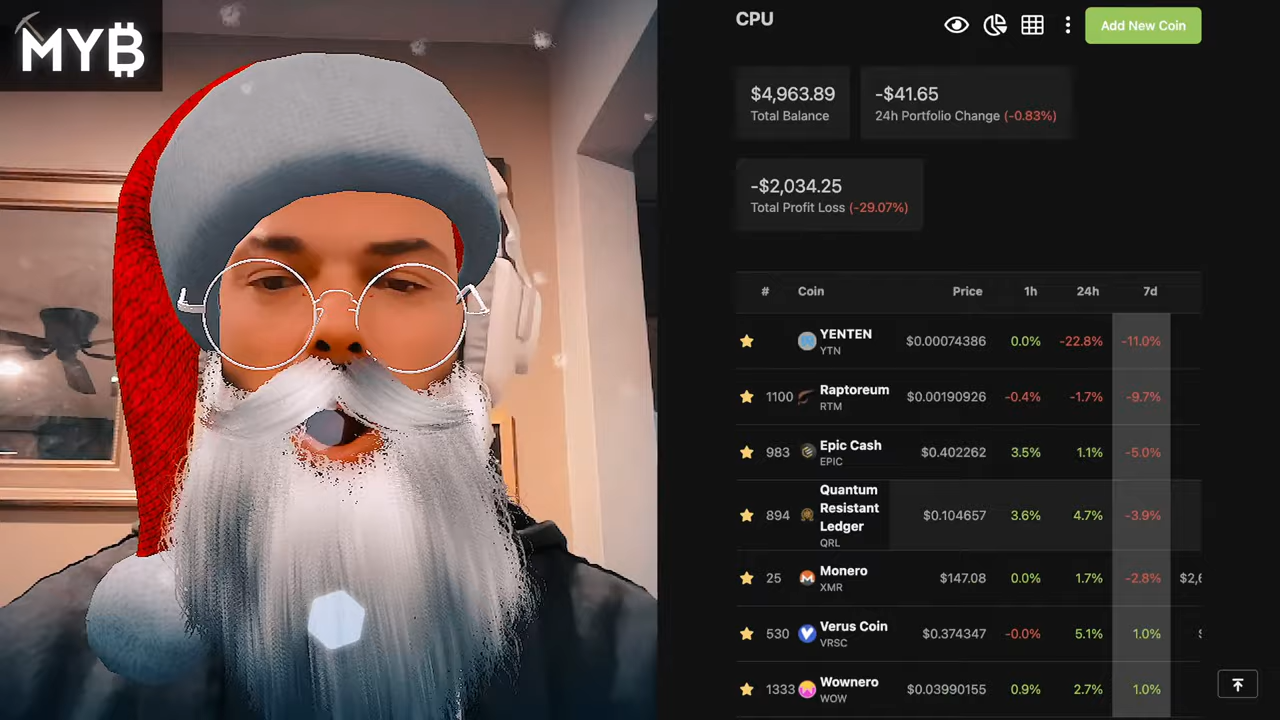 MY₿
CPU
Add New Coin
$4,963.89
Total Balance
-$41.65
24h Portfolio Change (-0.83%)
-$2,034.25
Total Profit Loss (-29.07%)
# Coin Price 1h 24h 7d
YENTEN
YTN
$0.00074386 0.0% -22.8% -11.0%
1100 Raptoreum
RTM
$0.00190926 -0.4% -1.7% -9.7%
983 Epic Cash
EPIC
$0.402262 3.5% 1.1% -5.0%
Quantum
Resistant
Ledger
QRL
894 $0.104657 3.6% 4.7% -3.9%
25 Monero
XMR
$147.08 0.0% 1.7% -2.8% $2,6
530 Verus Coin
VRSC
$0.374347 -0.0% 5.1% 1.0% $
1333 Wownero
WOW
$0.03990155 0.9% 2.7% 1.0%